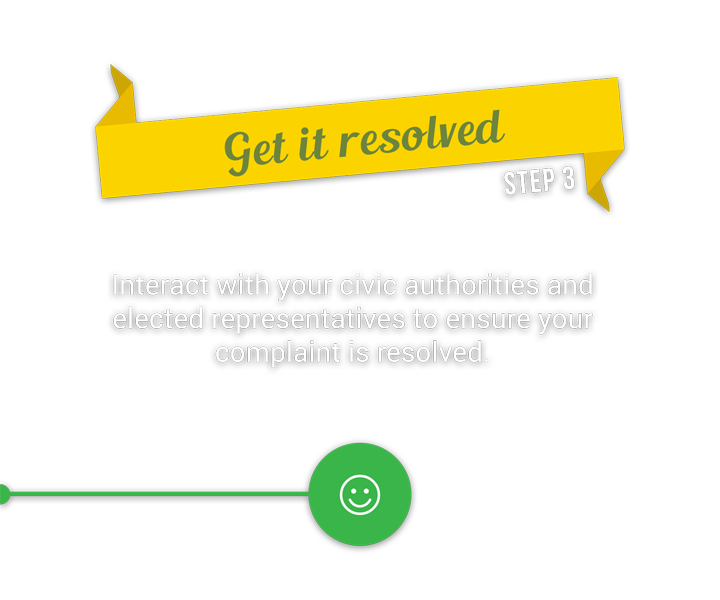 Get it resolved
STEP 3
Interact with your civic authorities and
elected representatives to ensure your
complaint is resolved.